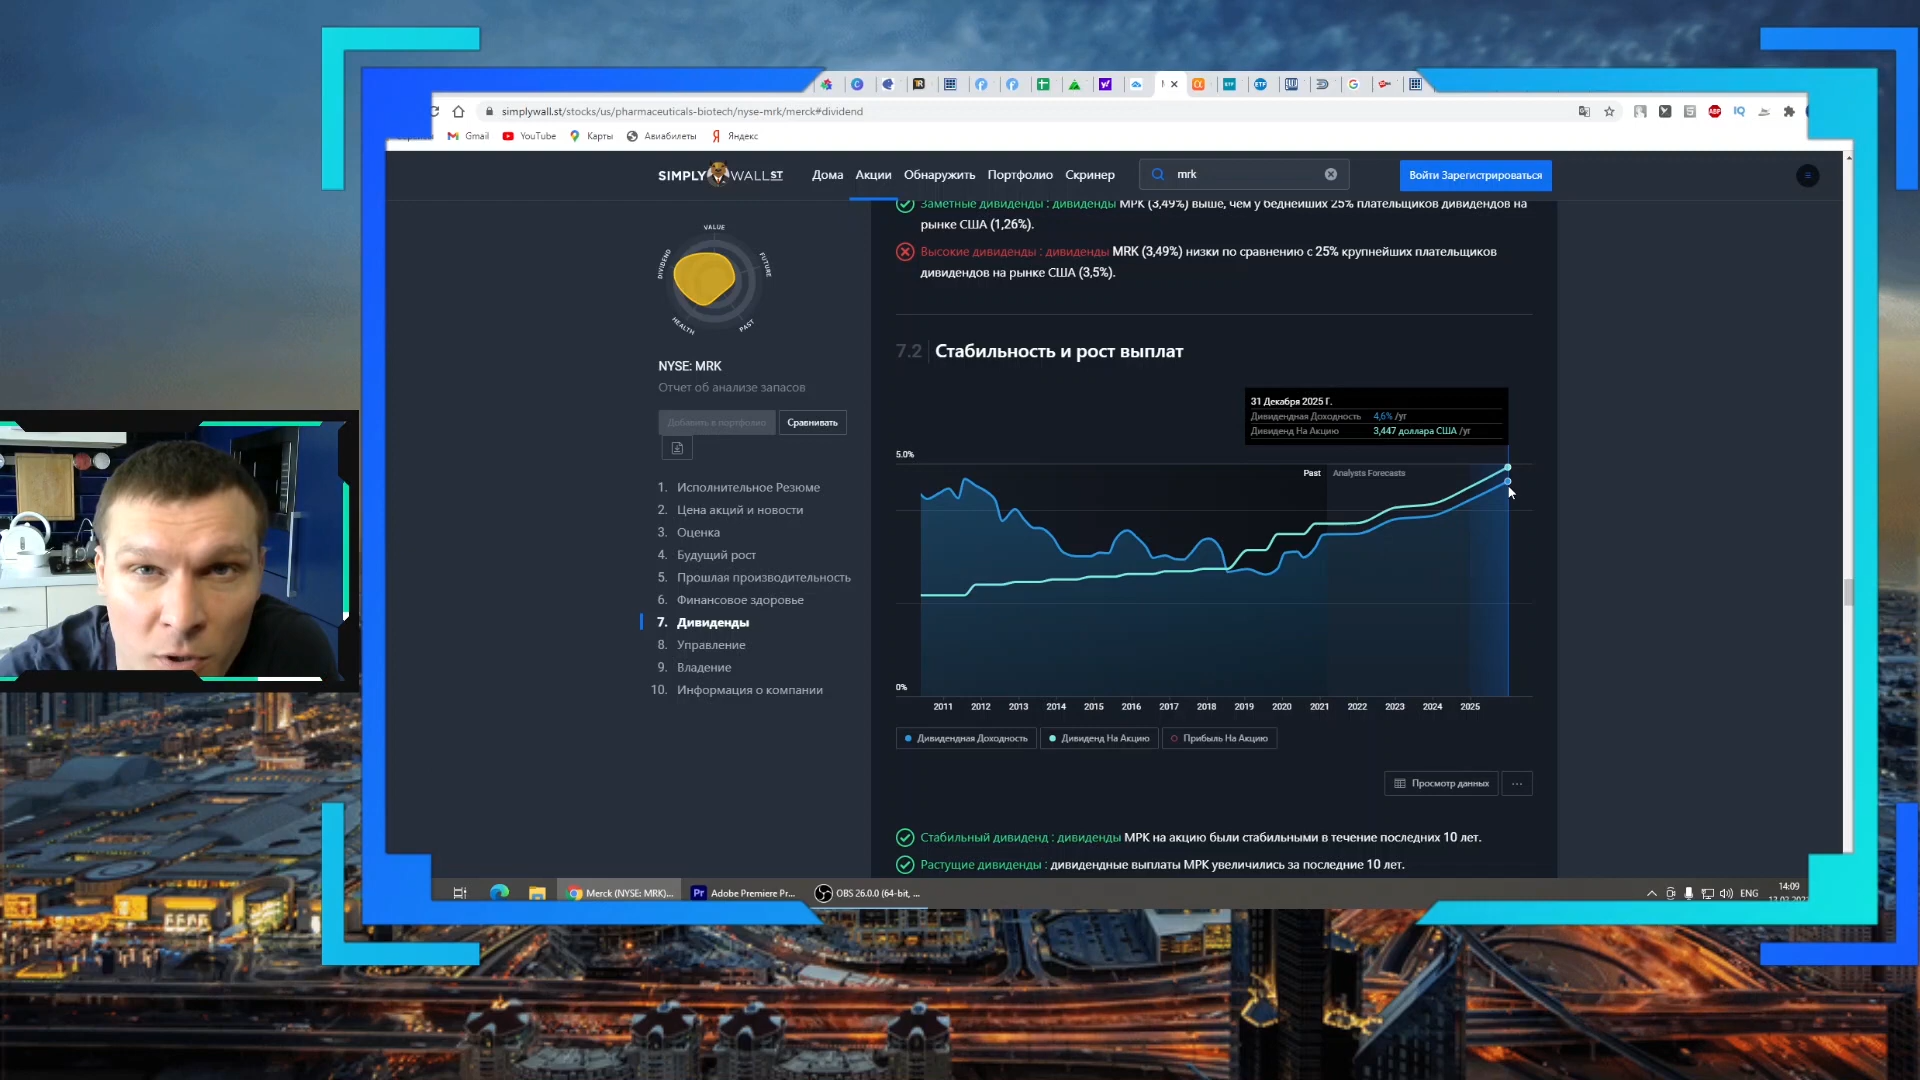 simplywall.st/stocks/us/pharmaceuticals-biotech/nyse-mrk/merck#dividend
Gmail
YouTube
Карты
Авиабилеты
Яндекс
SIMPLY WALL ST
Дома
Акции
Обнаружить
Портфолио
Скринер
mrk
Войти Зарегистрироваться
VALUE
FUTURE
PAST
HEALTH
DIVIDEND
NYSE: MRK
Отчет об анализе запасов
Добавить в портфолио
Сравнивать
1. Исполнительное Резюме
2. Цена акций и новости
3. Оценка
4. Будущий рост
5. Прошлая производительность
6. Финансовое здоровье
7. Дивиденды
8. Управление
9. Владение
10. Информация о компании
Заметные дивиденды : дивиденды МРК (3,49%) выше, чем у беднейших 25% плательщиков дивидендов на
рынке США (1,26%).
Высокие дивиденды : дивиденды MRK (3,49%) низки по сравнению с 25% крупнейших плательщиков
дивидендов на рынке США (3,5%).
7.2 Стабильность и рост выплат
31 Декабря 2025 Г.
Дивидендная Доходность 4,6% /уг
Дивиденд На Акцию 3,447 доллара США /уг
5.0%
Past
Analysts Forecasts
0%
2011 2012 2013 2014 2015 2016 2017 2018 2019 2020 2021 2022 2023 2024 2025
Дивидендная Доходность
Дивиденд На Акцию
Прибыль На Акцию
Просмотр данных
...
Стабильный дивиденд : дивиденды МРК на акцию были стабильными в течение последних 10 лет.
Растущие дивиденды : дивидендные выплаты МРК увеличились за последние 10 лет.
Merck (NYSE: MRK)...
Adobe Premiere Pr...
OBS 26.0.0 (64-bit, ...
ENG
14:09